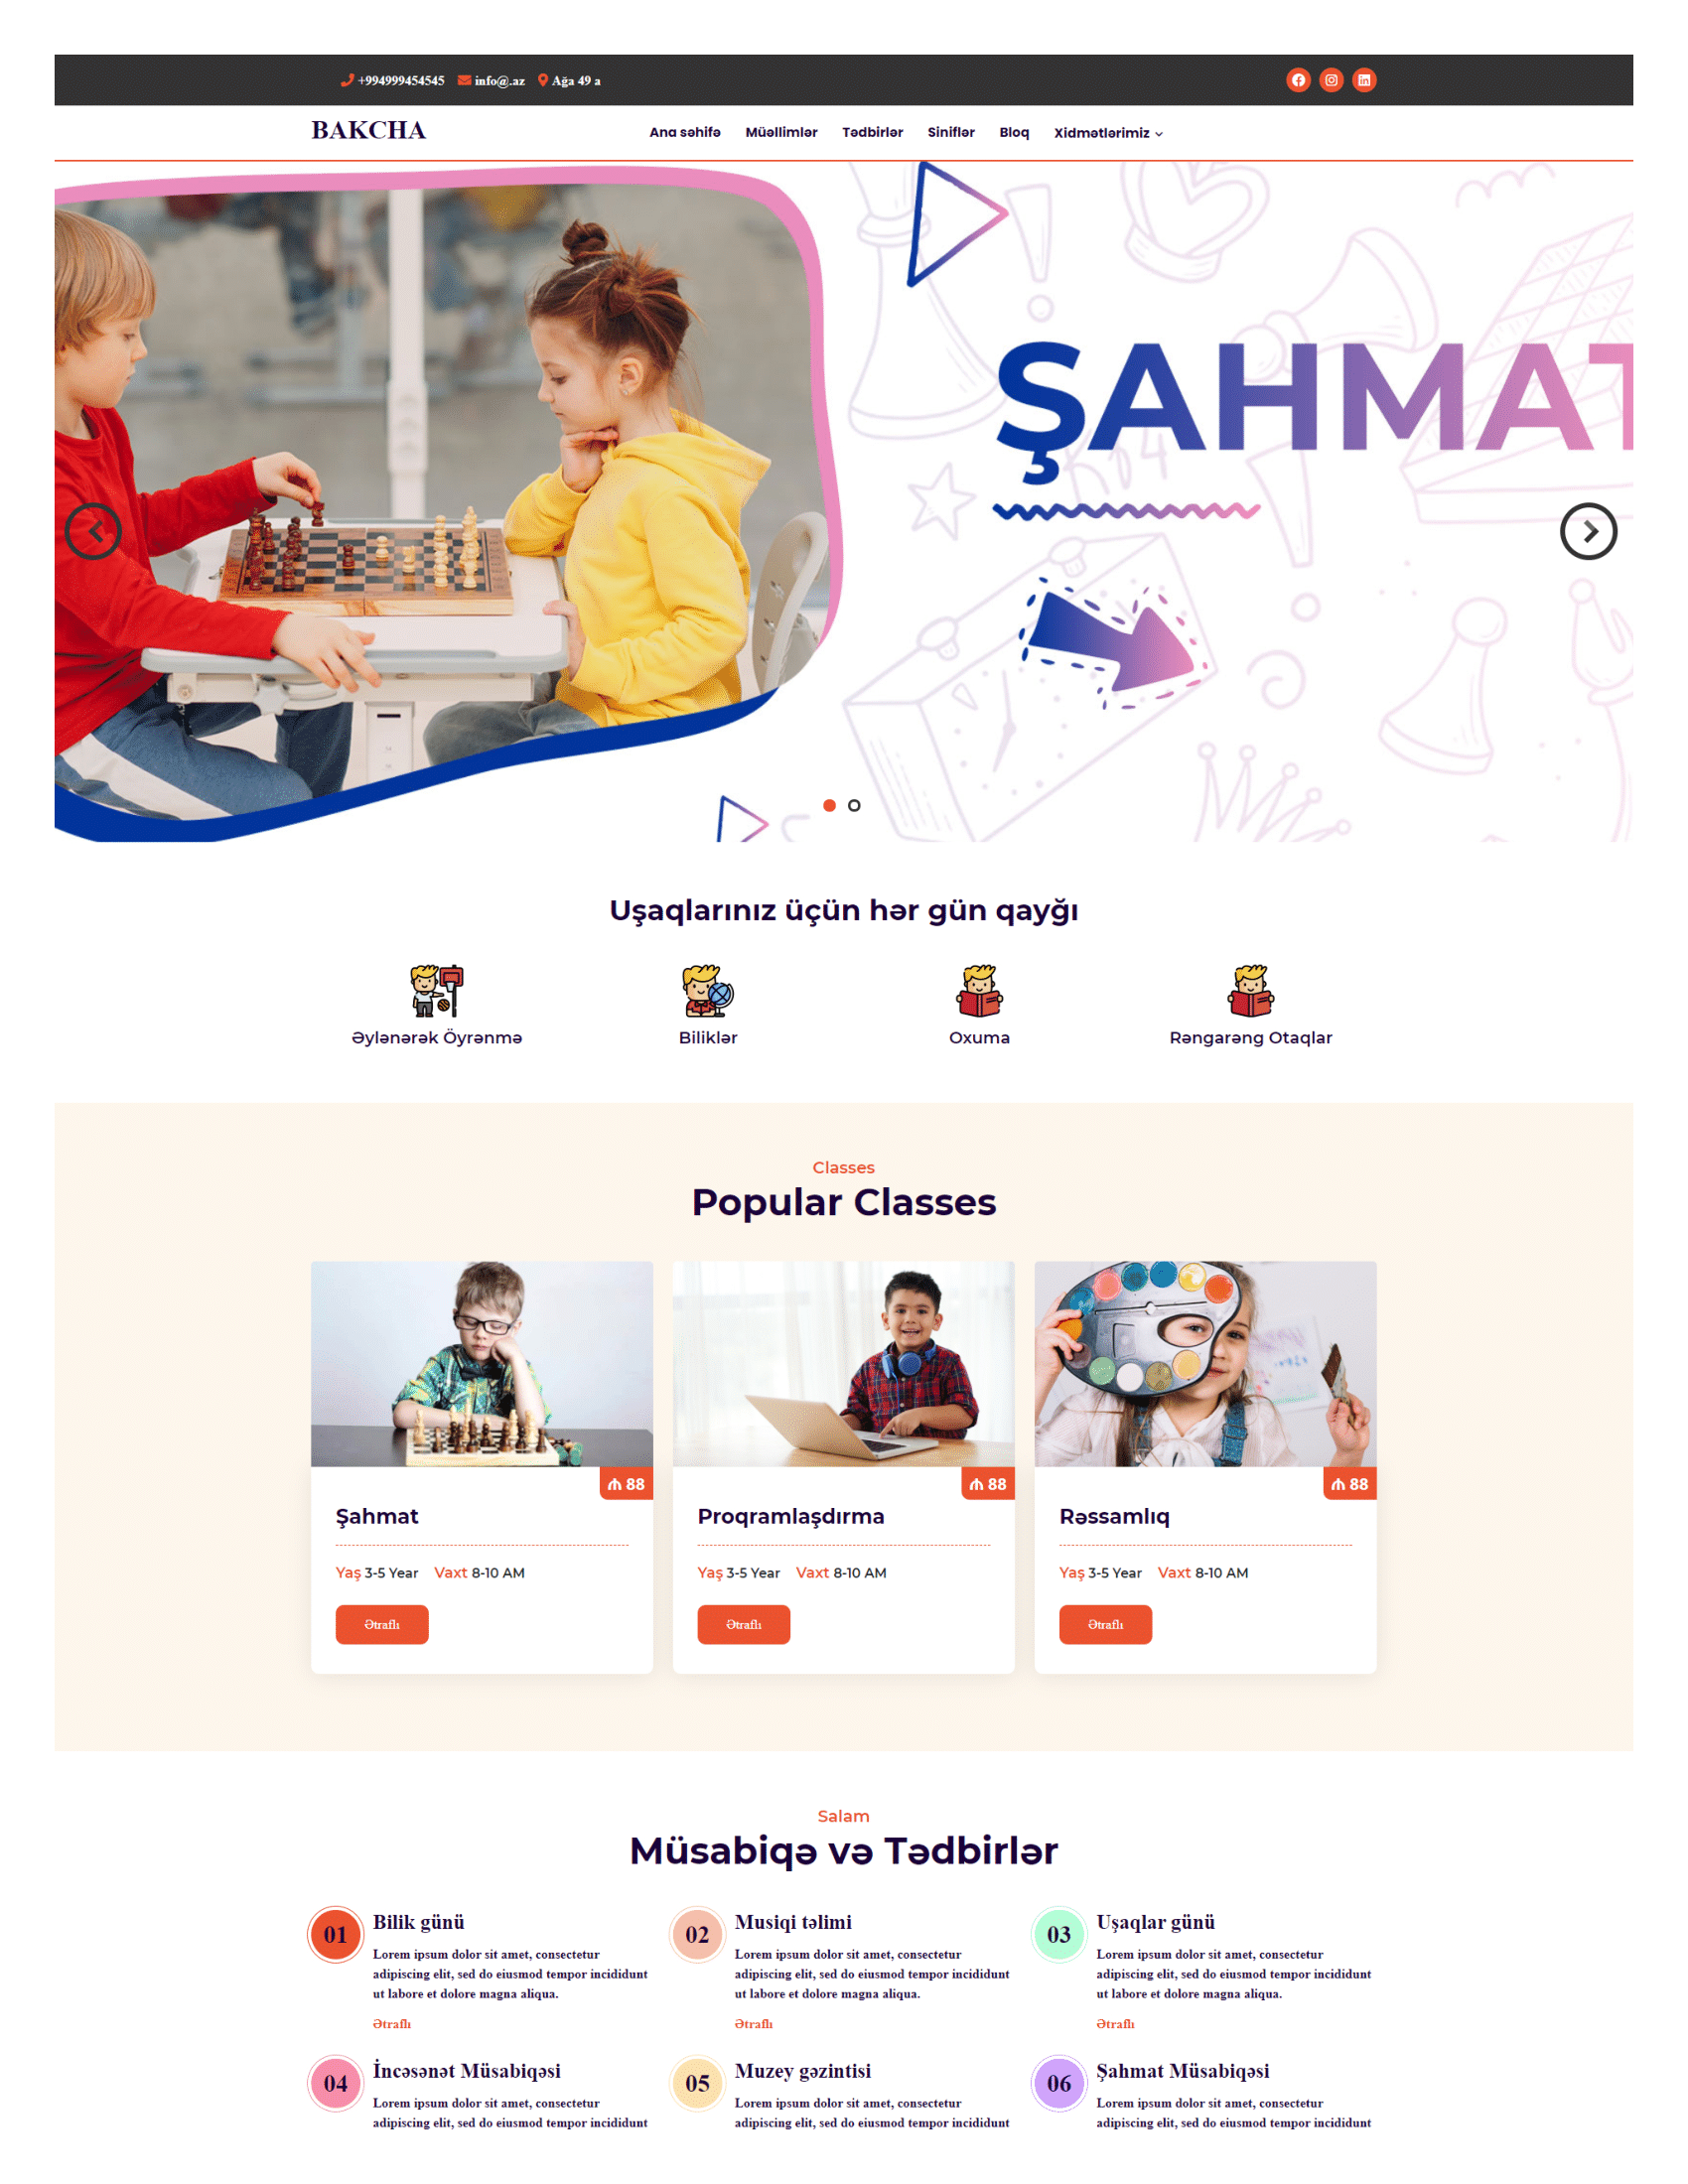 +994999454545 info@.az Ağa 49 a
BAKCHA
Ana səhifə Müəllimlər Tədbirlər Siniflər Bloq Xidmətlərimiz
ŞAHMAT
Uşaqlarınız üçün hər gün qayğı
Əylənərək Öyrənmə Biliklər Oxuma Rəngarəng Otaqlar
Classes
Popular Classes
₼ 88
Şahmat
Yaş 3-5 Year Vaxt 8-10 AM
Ətraflı
₼ 88
Proqramlaşdırma
Yaş 3-5 Year Vaxt 8-10 AM
Ətraflı
₼ 88
Rəssamlıq
Yaş 3-5 Year Vaxt 8-10 AM
Ətraflı
Salam
Müsabiqə və Tədbirlər
01
Bilik günü
Lorem ipsum dolor sit amet, consectetur
adipiscing elit, sed do eiusmod tempor incididunt
ut labore et dolore magna aliqua.
Ətraflı
02
Musiqi təlimi
Lorem ipsum dolor sit amet, consectetur
adipiscing elit, sed do eiusmod tempor incididunt
ut labore et dolore magna aliqua.
Ətraflı
03
Uşaqlar günü
Lorem ipsum dolor sit amet, consectetur
adipiscing elit, sed do eiusmod tempor incididunt
ut labore et dolore magna aliqua.
Ətraflı
04
İncəsənət Müsabiqəsi
Lorem ipsum dolor sit amet, consectetur
adipiscing elit, sed do eiusmod tempor incididunt
05
Muzey gəzintisi
Lorem ipsum dolor sit amet, consectetur
adipiscing elit, sed do eiusmod tempor incididunt
06
Şahmat Müsabiqəsi
Lorem ipsum dolor sit amet, consectetur
adipiscing elit, sed do eiusmod tempor incididunt